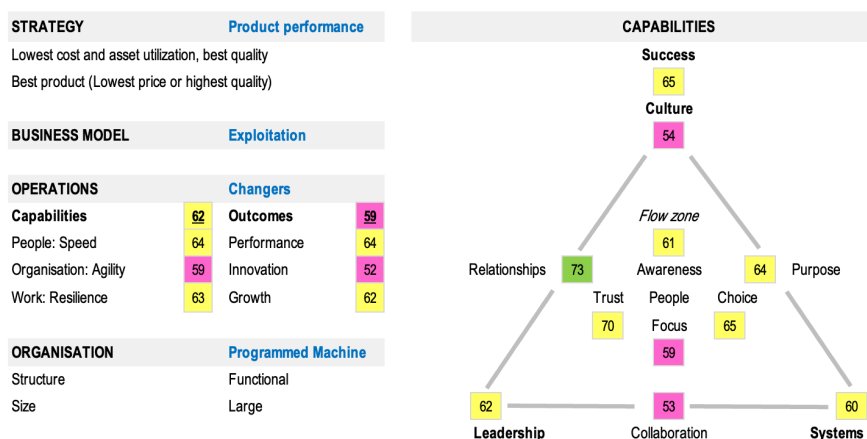 STRATEGY Product performance
Lowest cost and asset utilization, best quality
Best product (Lowest price or highest quality)
BUSINESS MODEL Exploitation
OPERATIONS Changers
Capabilities 62 Outcomes 59
People: Speed 64 Performance 64
Organisation: Agility 59 Innovation 52
Work: Resilience 63 Growth 62
ORGANISATION Programmed Machine
Structure Functional
Size Large
CAPABILITIES
Success
65
Culture
54
Flow zone
61
Relationships 73 Awareness 64 Purpose
Trust People Choice
70 Focus 65
59
62 53 60
Leadership Collaboration Systems